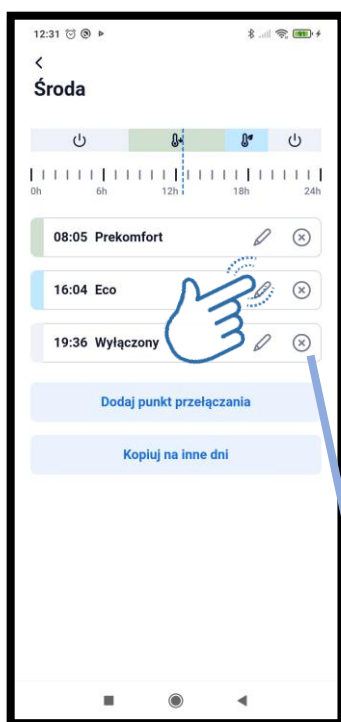 12:31
Środa
0h 6h 12h 18h 24h
08:05 Prekomfort
16:04 Eco
19:36 Wyłączony
Dodaj punkt przełączania
Kopiuj na inne dni